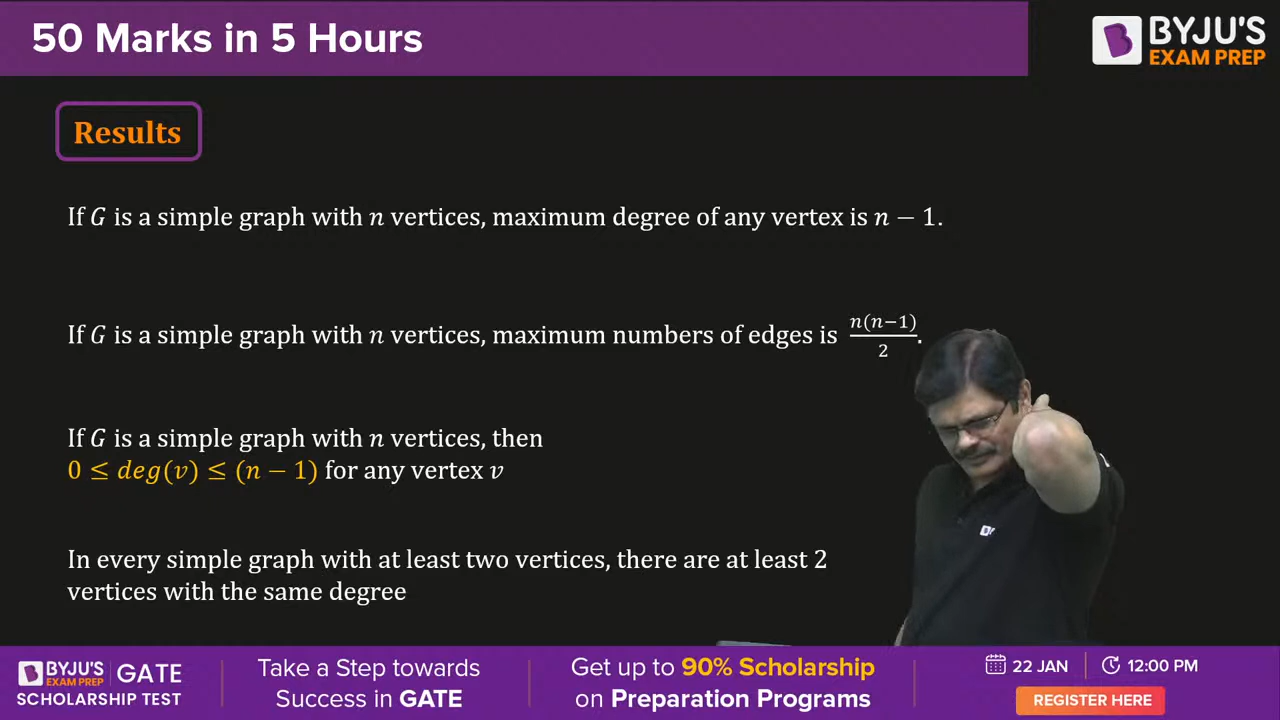 50 Marks in 5 Hours
BYJU'S
EXAM PREP
Results
If G is a simple graph with n vertices, maximum degree of any vertex is n − 1.
If G is a simple graph with n vertices, maximum numbers of edges is n(n−1)/2.
If G is a simple graph with n vertices, then
0 ≤ deg(v) ≤ (n − 1) for any vertex v
In every simple graph with at least two vertices, there are at least 2
vertices with the same degree
BYJU'S
EXAM PREP
GATE
SCHOLARSHIP TEST
Take a Step towards
Success in GATE
Get up to 90% Scholarship
on Preparation Programs
22 JAN
12:00 PM
REGISTER HERE